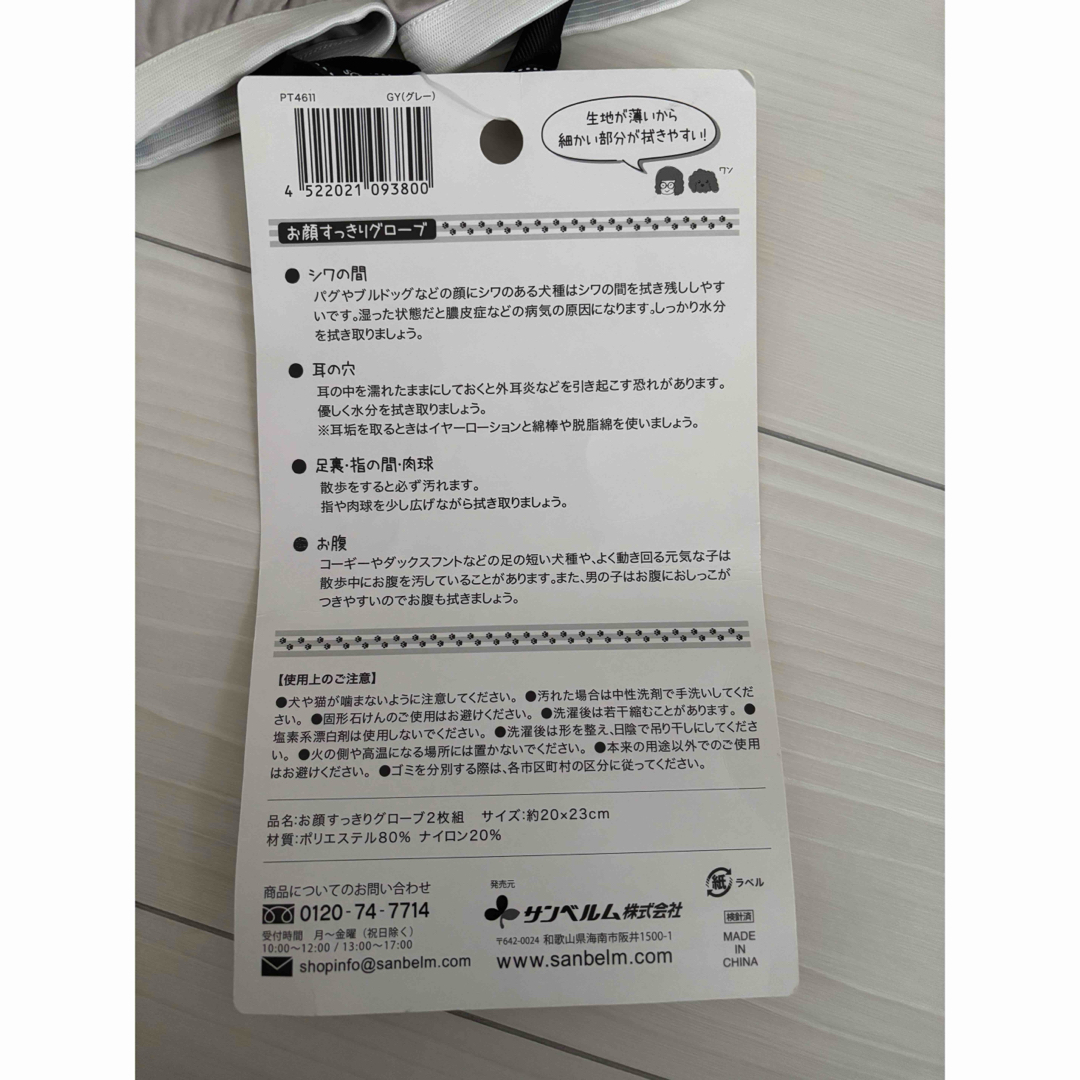 PT4611 GY(グレー)
4 522021 093800
生地が薄いから
細かい部分が拭きやすい!
ワン
お顔すっきりグローブ
● シワの間
パグやブルドッグなどの顔にシワのある犬種はシワの間を拭き残ししやす
いです。湿った状態だと膿皮症などの病気の原因になります。しっかり水分
を拭き取りましょう。
● 耳の穴
耳の中を濡れたままにしておくと外耳炎などを引き起こす恐れがあります。
優しく水分を拭き取りましょう。
※耳垢を取るときはイヤーローションと綿棒や脱脂綿を使いましょう。
● 足裏・指の間・肉球
散歩をすると必ず汚れます。
指や肉球を少し広げながら拭き取りましょう。
● お腹
コーギーやダックスフントなどの足の短い犬種や、よく動き回る元気な子は
散歩中にお腹を汚していることがあります。また、男の子はお腹におしっこが
つきやすいのでお腹も拭きましょう。
【使用上のご注意】
●犬や猫が噛まないように注意してください。 ●汚れた場合は中性洗剤で手洗いしてくだ
さい。 ●固形石けんのご使用はお避けください。 ●洗濯後は若干縮むことがあります。 ●
塩素系漂白剤は使用しないでください。 ●洗濯後は形を整え、日陰で吊り干しにしてくださ
い。 ●火の側や高温になる場所には置かないでください。 ●本来の用途以外でのご使用
はお避けください。 ●ゴミを分別する際は、各市区町村の区分に従ってください。
品名:お顔すっきりグローブ2枚組 サイズ:約20×23cm
材質:ポリエステル80% ナイロン20%
商品についてのお問い合わせ
0120-74-7714
受付時間 月~金曜(祝日除く)
10:00~12:00 / 13:00~17:00
shopinfo@sanbelm.com
発売元
サンベルム株式会社
〒642-0024 和歌山県海南市阪井1500-1
www.sanbelm.com
紙 ラベル
検針済
MADE
IN
CHINA